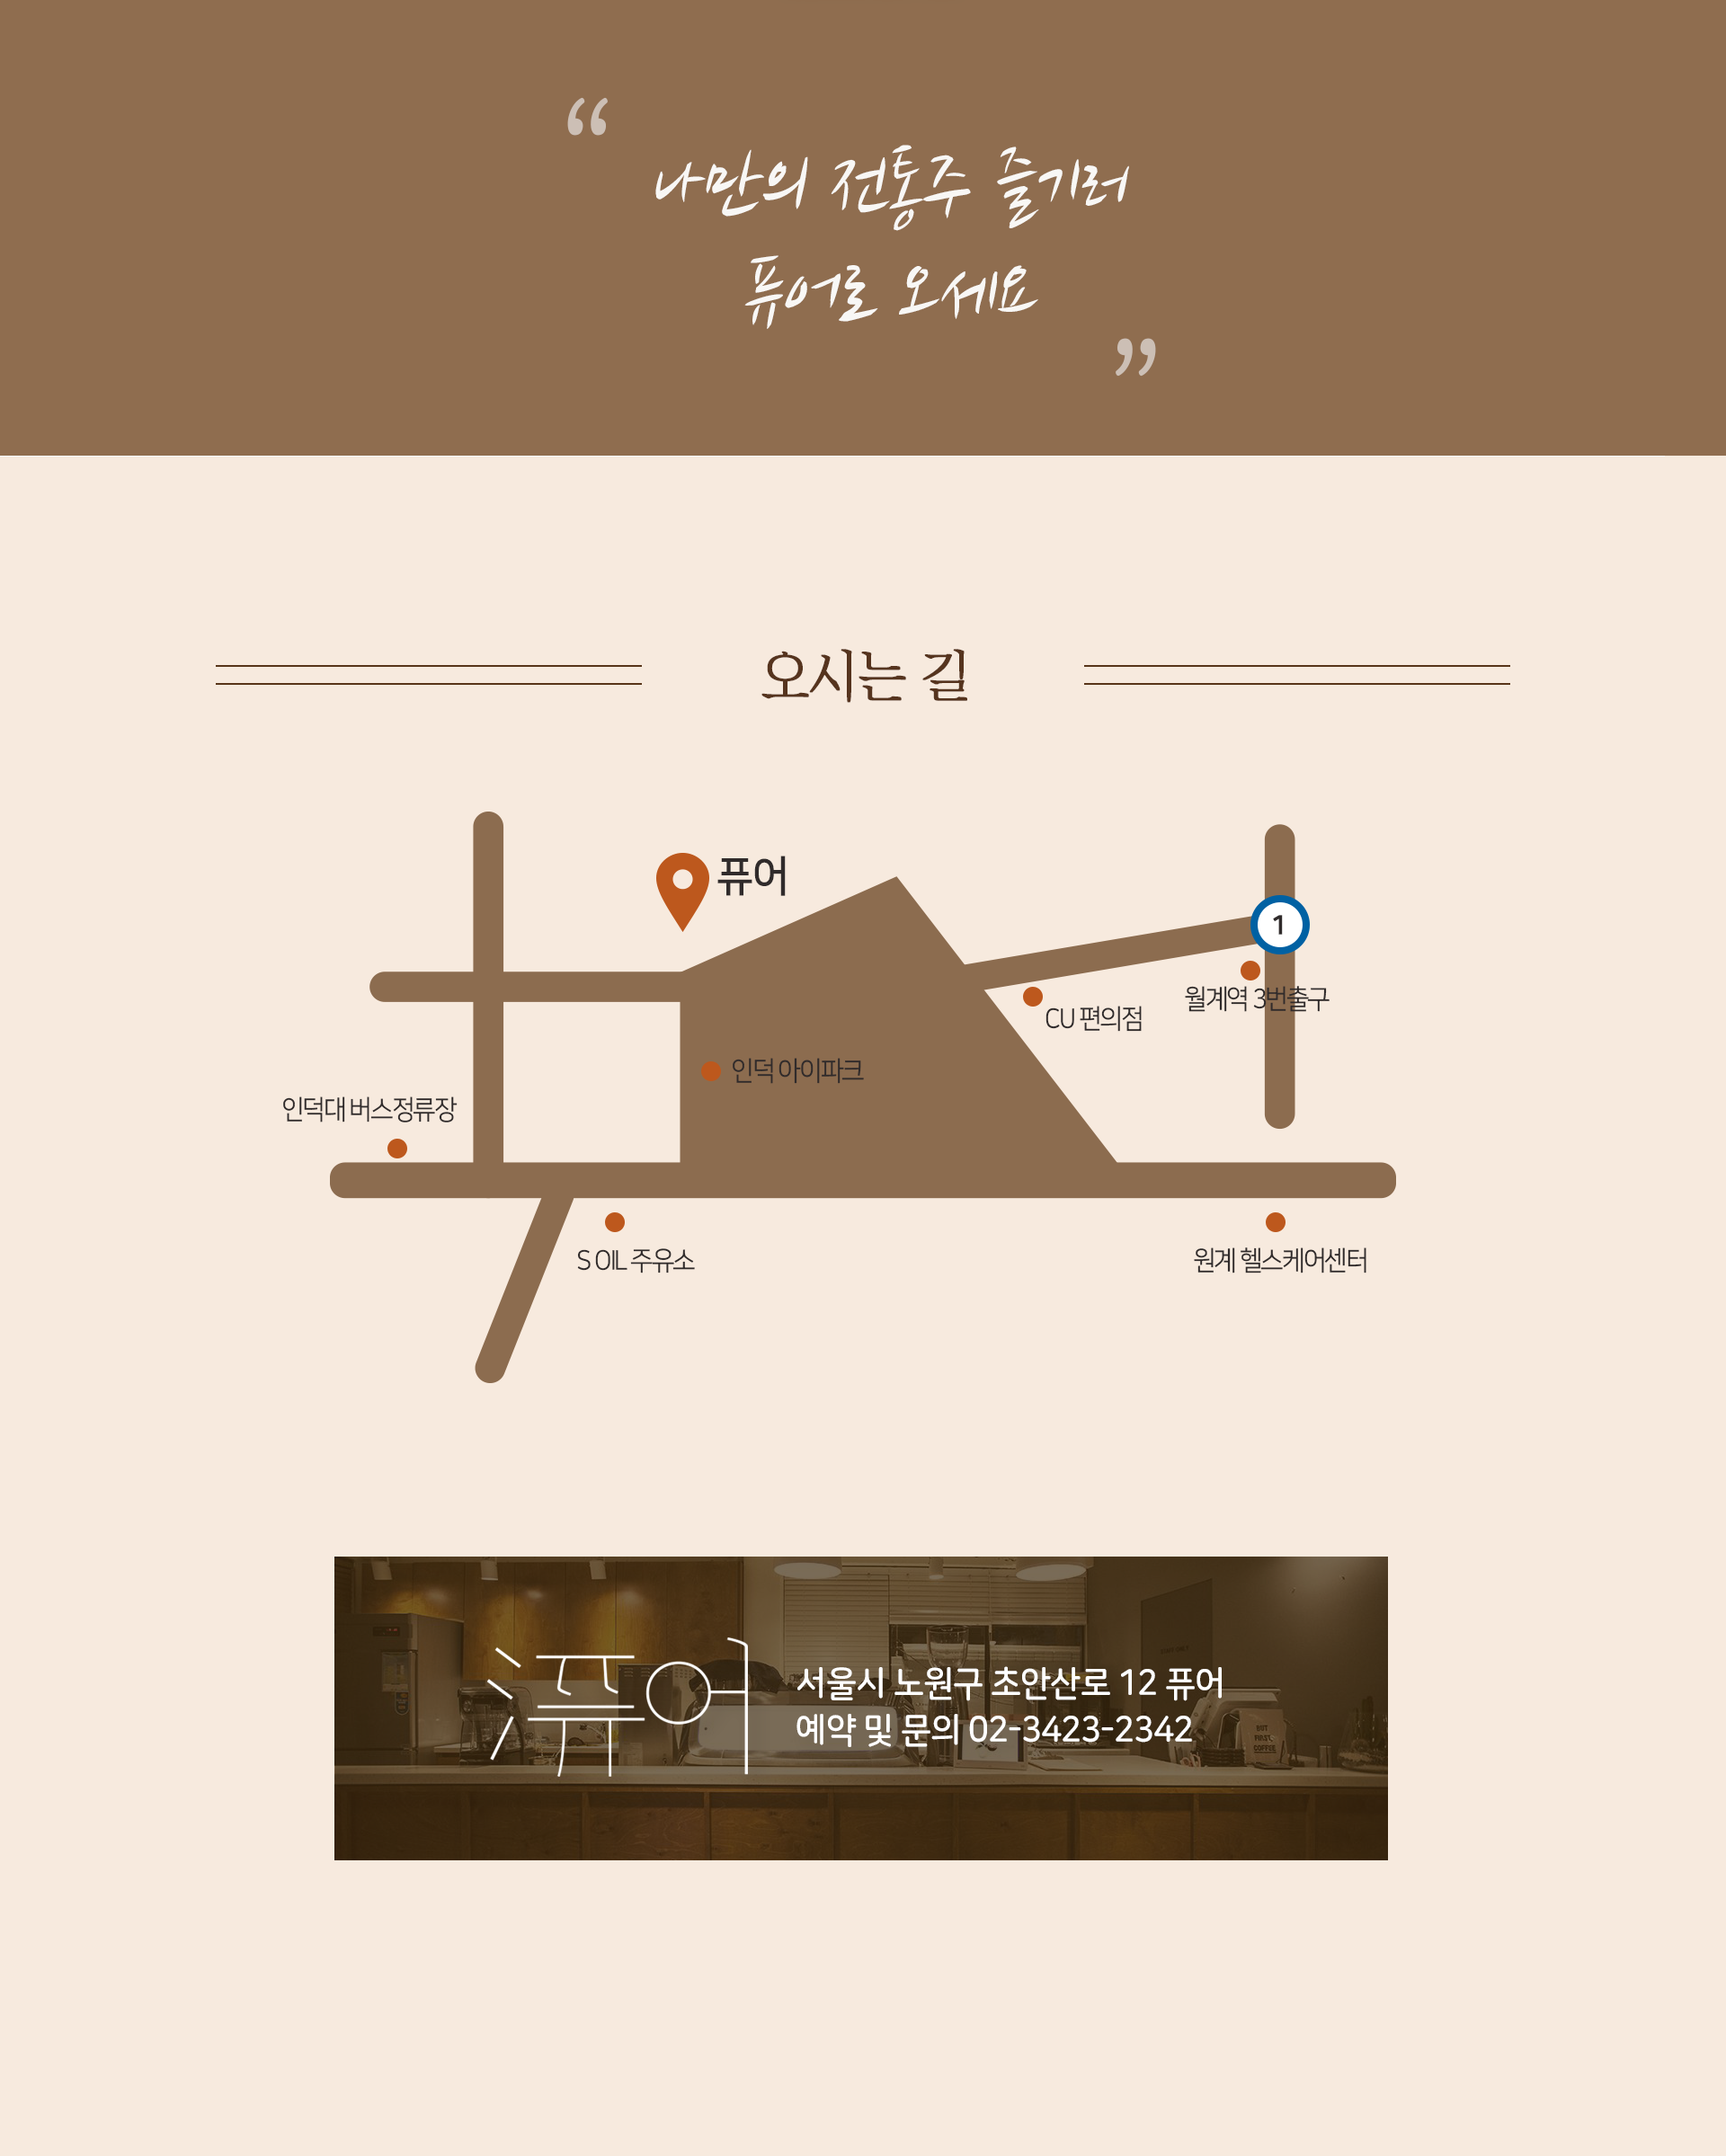 “
나만의 전통주 즐기러
퓨어로 오세요
”
오시는 길
퓨어
1
월계역 3번출구
CU 편의점
인덕 아이파크
인덕대 버스정류장
S OIL 주유소
원계 헬스케어센터
퓨어
서울시 노원구 초안산로 12 퓨어
예약 및 문의 02-3423-2342
BUT
FIRST
COFFEE